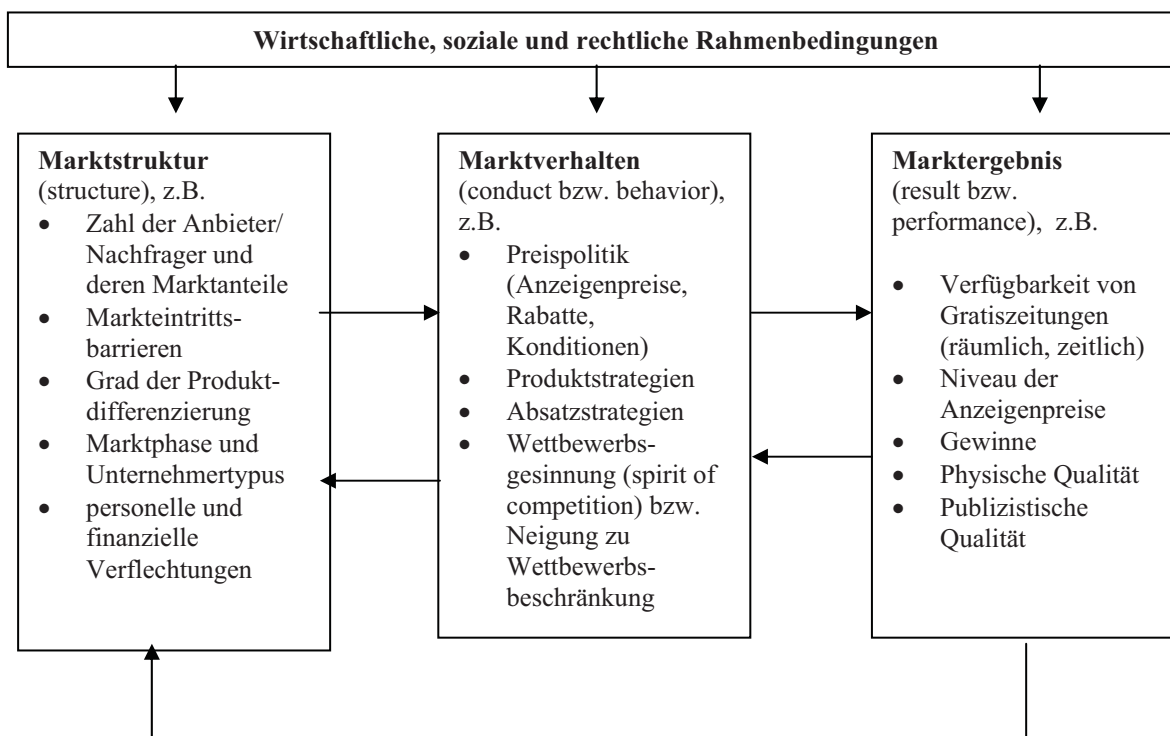 Wirtschaftliche, soziale und rechtliche Rahmenbedingungen
Marktstruktur
(structure), z.B.
• Zahl der Anbieter/
Nachfrager und
deren Marktanteile
• Markteintritts-
barrieren
• Grad der Produkt-
differenzierung
• Marktphase und
Unternehmertypus
• personelle und
finanzielle
Verflechtungen
Marktverhalten
(conduct bzw. behavior),
z.B.
• Preispolitik
(Anzeigenpreise,
Rabatte,
Konditionen)
• Produktstrategien
• Absatzstrategien
• Wettbewerbs-
gesinnung (spirit of
competition) bzw.
Neigung zu
Wettbewerbs-
beschränkung
Marktergebnis
(result bzw.
performance), z.B.
• Verfügbarkeit von
Gratiszeitungen
(räumlich, zeitlich)
• Niveau der
Anzeigenpreise
• Gewinne
• Physische Qualität
• Publizistische
Qualität